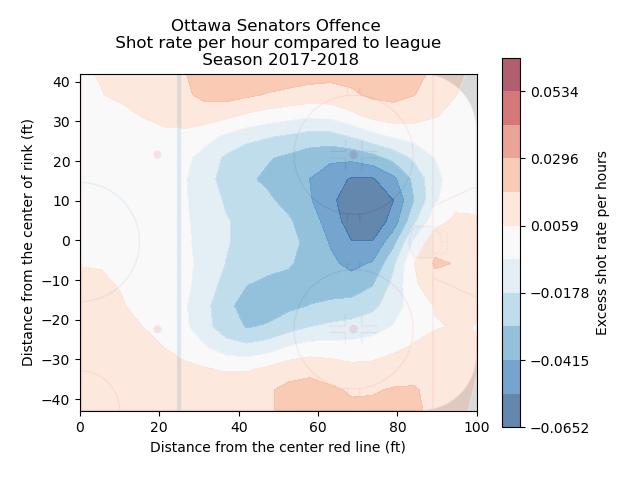 Ottawa Senators Offence
Shot rate per hour compared to league
Season 2017-2018
Distance from the center of rink (ft)
40
30
20
10
0
−10
−20
−30
−40
0 20 40 60 80 100
Distance from the center red line (ft)
0.0534
0.0296
0.0059
−0.0178
−0.0415
−0.0652
Excess shot rate per hours